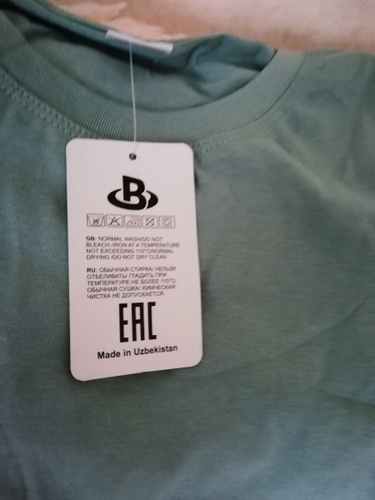 B
30
GB: NORMAL WASH/DO NOT
BLEACH /IRON AT A TEMPERATURE
NOT EXCEEDING 110°C/NORMAL
DRYING /DO NOT DRY CLEAN
RU: ОБЫЧНАЯ СТИРКА/ НЕЛЬЗЯ
ОТБЕЛИВАТЬ/ ГЛАДИТЬ ПРИ
ТЕМПЕРАТУРЕ НЕ БОЛЕЕ 110°C/
ОБЫЧНАЯ СУШКА/ ХИМИЧЕСКАЯ
ЧИСТКА НЕ ДОПУСКАЕТСЯ
EAC
Made in Uzbekistan